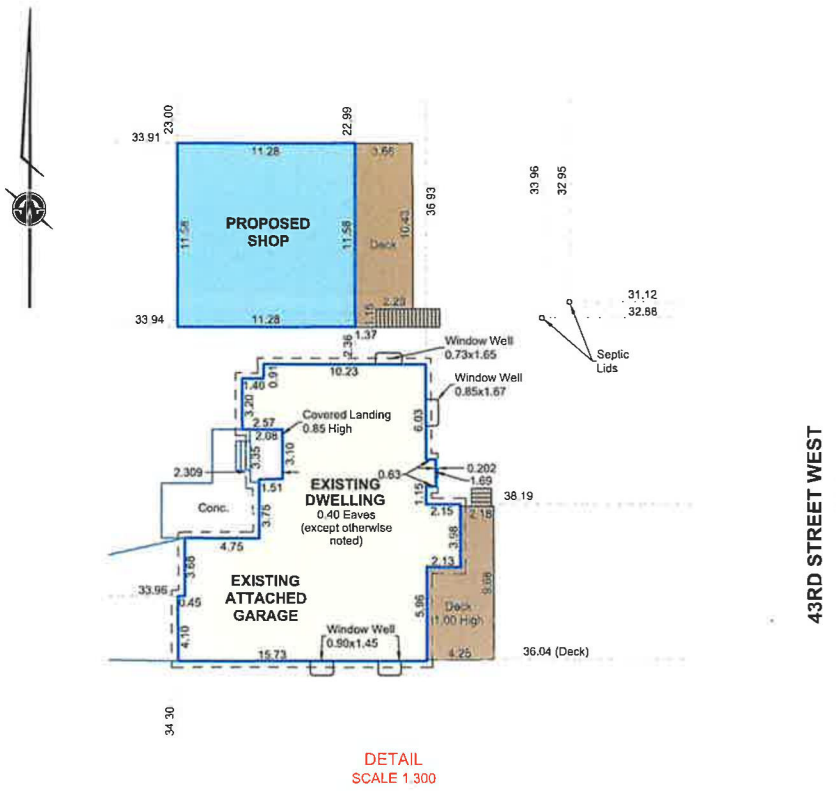 23.00
22.99
33.91
11.28
3.66
33 96
32 95
36 93
PROPOSED
SHOP
11.58
11.58
10.43
Deck
31.12
32.88
2.29
1.15
33.94
11.28
1.37
2.36
Window Well
0.73x1.65
Septic
Lids
10.23
0.91
1.40
Window Well
0.85x1.67
3.20
2.57
2.08
Covered Landing
0.85 High
6.03
3.35
3.10
2.309
0.63
0.202
1.69
1.51
EXISTING
DWELLING
0.40 Eaves
(except otherwise
noted)
1.15
38.19
2.15
2.18
Conc.
3.75
3.98
4.75
2.13
3.68
33.96
0.45
EXISTING
ATTACHED
GARAGE
5.96
9.68
Deck
1.00 High
4.10
Window Well
0.90x1.45
15.73
4.25
36.04 (Deck)
34 30
43RD STREET WEST
DETAIL
SCALE 1.300